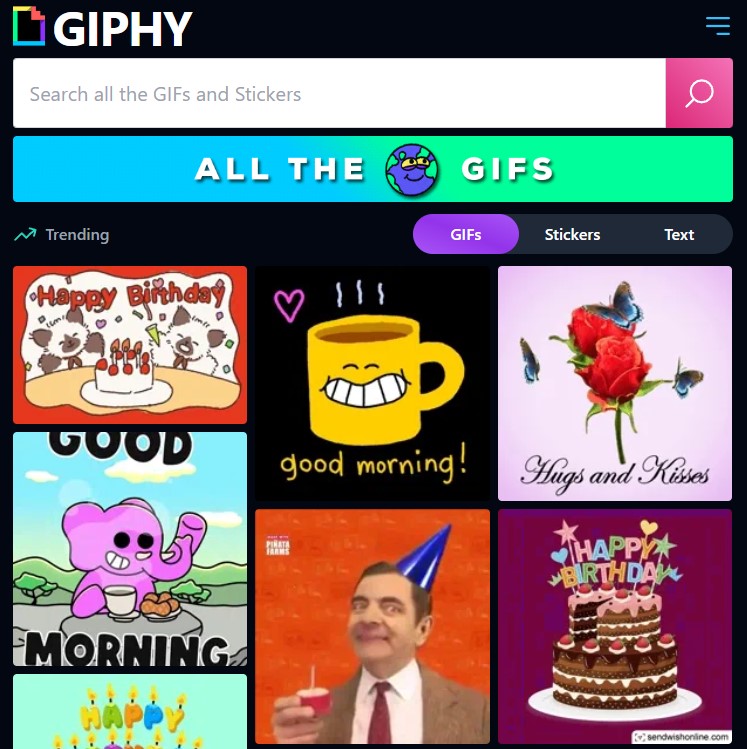 GIPHY
Search all the GIFs and Stickers
ALL THE GIFS
Trending
GIFs
Stickers
Text
Happy Birthday
good morning!
Hugs and Kisses
GOOD
MORNING
MADE WITH
PIÑATA
FARMS
HAPPY
BIRTHDAY
sendwishonline.com
HAPPY